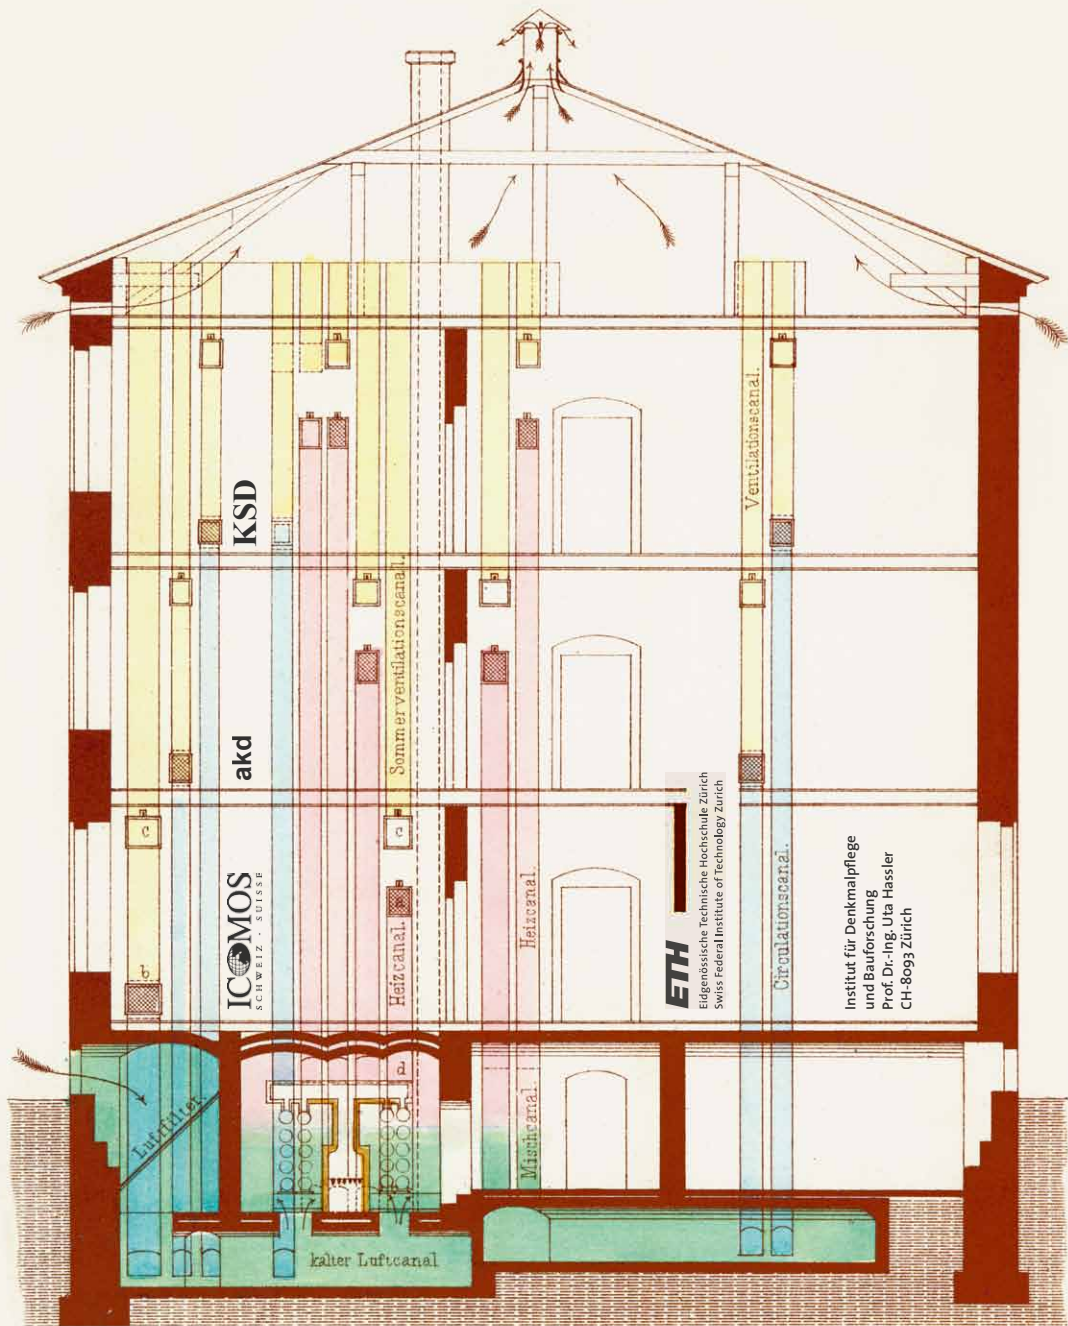 Ventilationscanal.
KSD
Sommerventilationscanal.
akd
c
c
a
b
ICOMOS
SCHWEIZ · SUISSE
Heizcanal.
Heizcanal.
ETH
Eidgenössische Technische Hochschule Zürich
Swiss Federal Institute of Technology Zurich
Circulationscanal.
Institut für Denkmalpflege
und Bauforschung
Prof. Dr.-Ing. Uta Hassler
CH-8093 Zürich
d
Luftfilter.
Mischcanal.
kalter Luftcanal